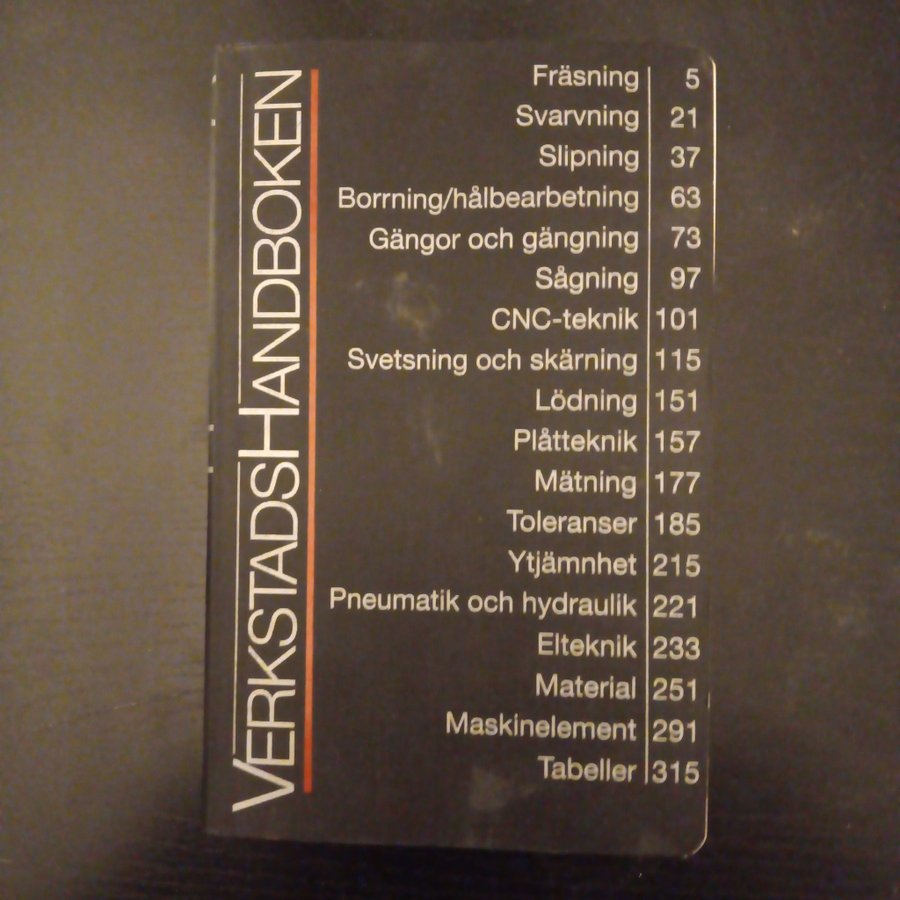 VERKSTADSHANDBOKEN
Fräsning 5
Svarvning 21
Slipning 37
Borrning/hålbearbetning 63
Gängor och gängning 73
Sågning 97
CNC-teknik 101
Svetsning och skärning 115
Lödning 151
Plåtteknik 157
Mätning 177
Toleranser 185
Ytjämnhet 215
Pneumatik och hydraulik 221
Elteknik 233
Material 251
Maskinelement 291
Tabeller 315